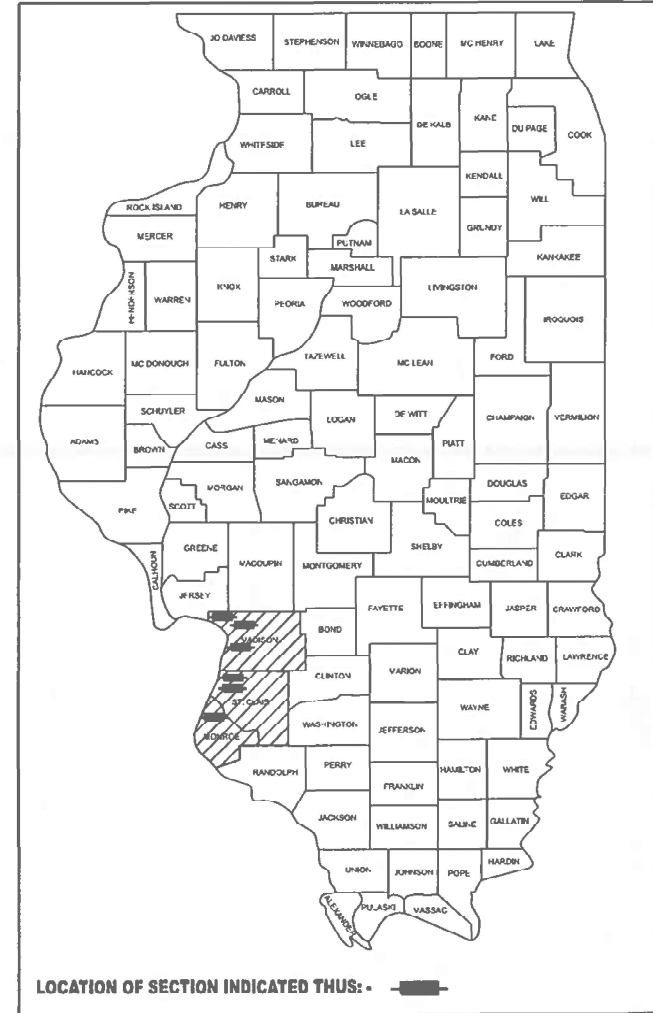 JO DAVIESS STEPHENSON WINNEBAGO BOONE MC HENRY LAKE
CARROLL OGLE DE KALB KANE DU PAGE COOK
WHITESIDE LEE
KENDALL
ROCK ISLAND HENRY BUREAU LA SALLE WILL
MERCER PUTNAM GRUNDY
STARK MARSHALL KANKAKEE
HENDERSON WARREN KNOX PEORIA WOODFORD LIVINGSTON
IROQUOIS
HANCOCK MC DONOUGH FULTON TAZEWELL MC LEAN FORD
SCHUYLER MASON
ADAMS BROWN CASS MENARD LOGAN DE WITT PIATT CHAMPAIGN VERMILION
MACON
PIKE SCOTT MORGAN SANGAMON CHRISTIAN MOULTRIE DOUGLAS EDGAR
COLES
CALHOUN GREENE MACOUPIN MONTGOMERY SHELBY CUMBERLAND CLARK
JERSEY
FAYETTE EFFINGHAM JASPER CRAWFORD
MADISON BOND
CLAY RICHLAND LAWRENCE
CLINTON MARION
ST. CLAIR WAYNE EDWARDS WABASH
WASHINGTON JEFFERSON
MONROE
RANDOLPH PERRY HAMILTON WHITE
FRANKLIN
JACKSON WILLIAMSON SALINE GALLATIN
UNION JOHNSON POPE HARDIN
ALEXANDER PULASKI MASSAC
LOCATION OF SECTION INDICATED THUS: -